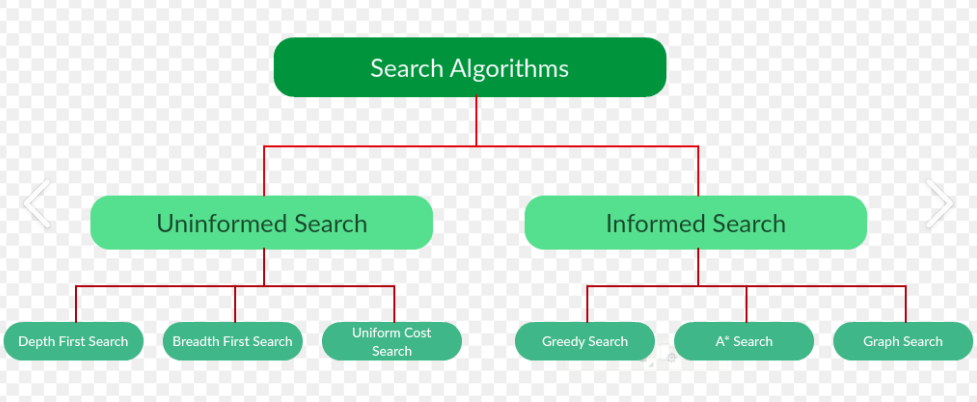 Search Algorithms
Uninformed Search
Informed Search
Depth First Search
Breadth First Search
Uniform Cost
Search
Greedy Search
A* Search
Graph Search